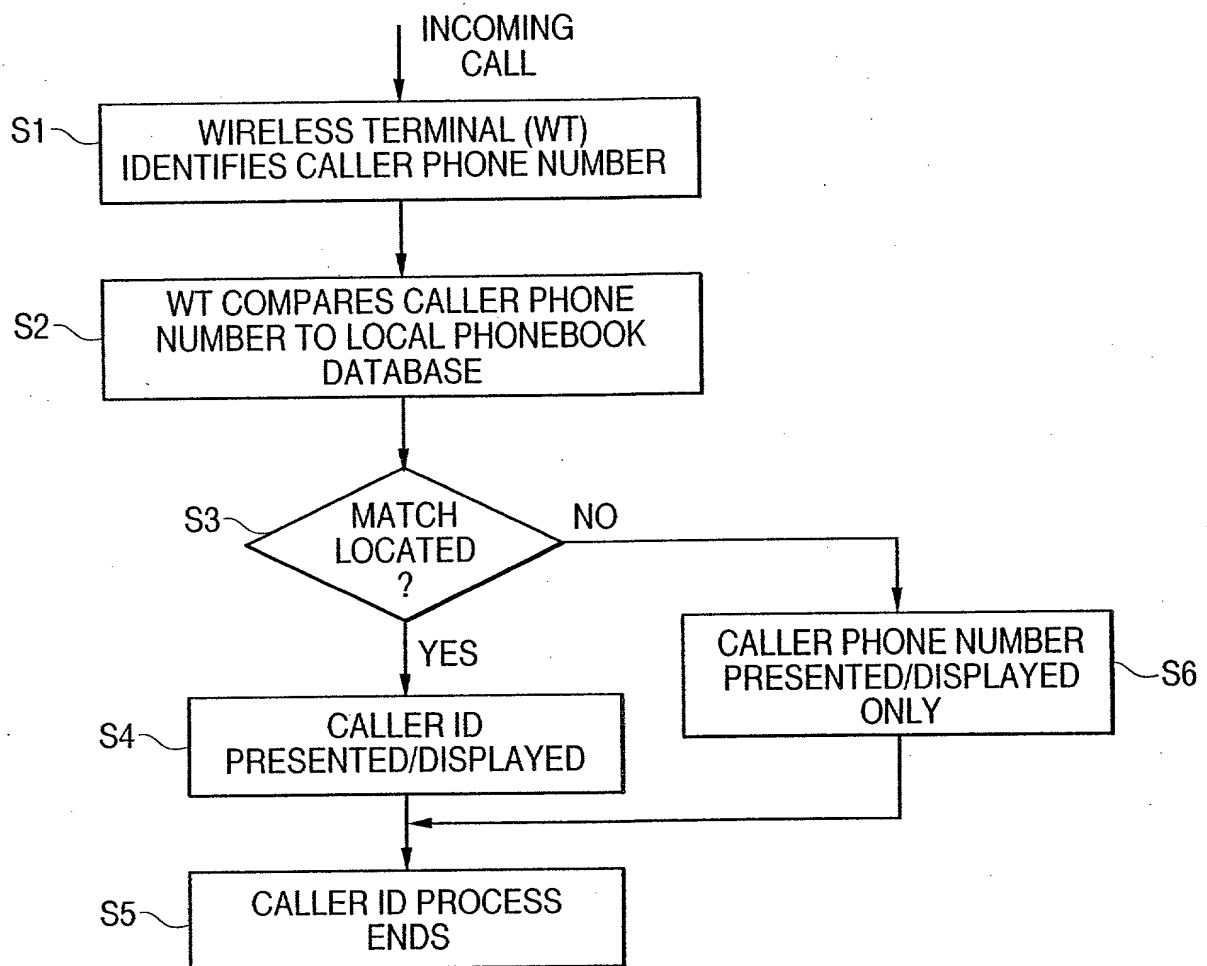 INCOMING
CALL
S1
WIRELESS TERMINAL (WT)
IDENTIFIES CALLER PHONE NUMBER
S2
WT COMPARES CALLER PHONE
NUMBER TO LOCAL PHONEBOOK
DATABASE
S3
MATCH
LOCATED
?
NO
YES
CALLER PHONE NUMBER
PRESENTED/DISPLAYED
ONLY
S6
S4
CALLER ID
PRESENTED/DISPLAYED
S5
CALLER ID PROCESS
ENDS